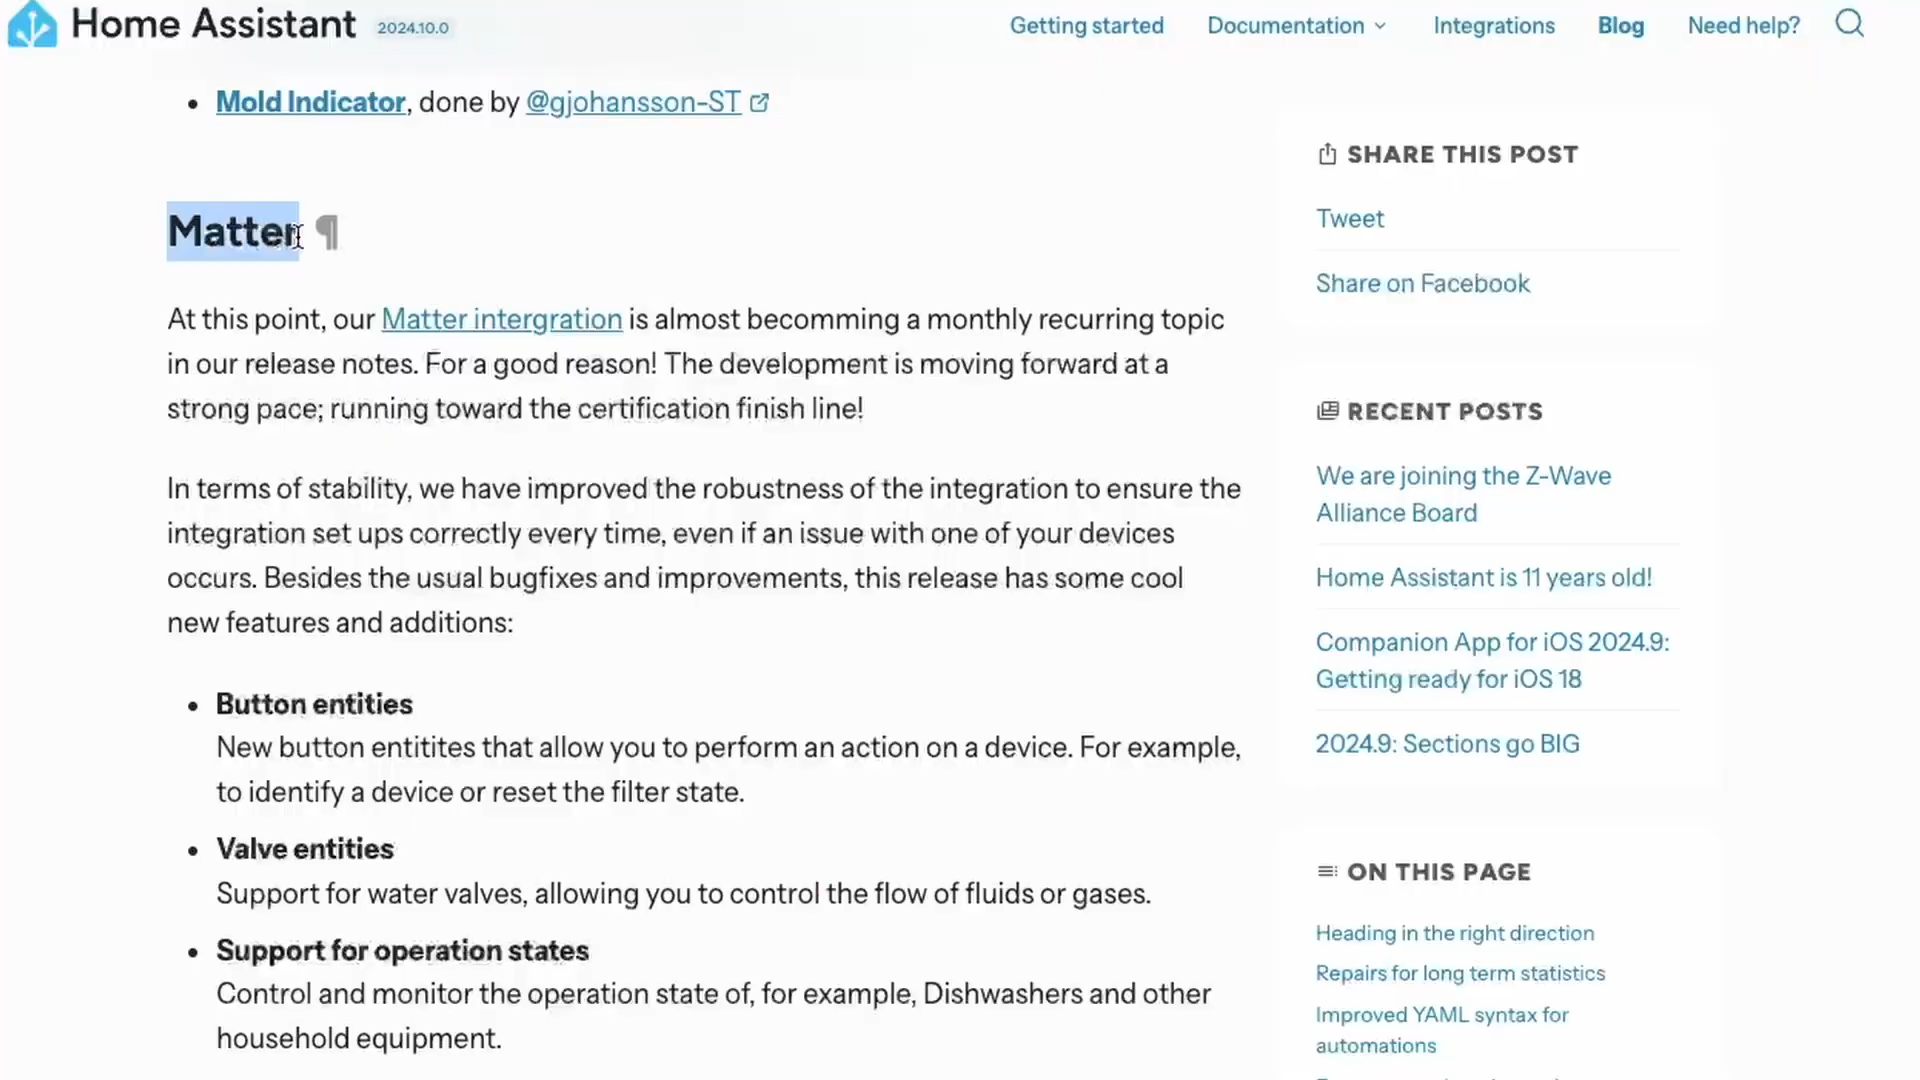 Home Assistant 2024.10.0
Getting started Documentation Integrations Blog Need help?
Mold Indicator, done by @gjohansson-ST
Matter ¶
At this point, our Matter intergration is almost becomming a monthly recurring topic
in our release notes. For a good reason! The development is moving forward at a
strong pace; running toward the certification finish line!
In terms of stability, we have improved the robustness of the integration to ensure the
integration set ups correctly every time, even if an issue with one of your devices
occurs. Besides the usual bugfixes and improvements, this release has some cool
new features and additions:
Button entities
New button entitites that allow you to perform an action on a device. For example,
to identify a device or reset the filter state.
Valve entities
Support for water valves, allowing you to control the flow of fluids or gases.
Support for operation states
Control and monitor the operation state of, for example, Dishwashers and other
household equipment.
SHARE THIS POST
Tweet
Share on Facebook
RECENT POSTS
We are joining the Z-Wave
Alliance Board
Home Assistant is 11 years old!
Companion App for iOS 2024.9:
Getting ready for iOS 18
2024.9: Sections go BIG
ON THIS PAGE
Heading in the right direction
Repairs for long term statistics
Improved YAML syntax for
automations